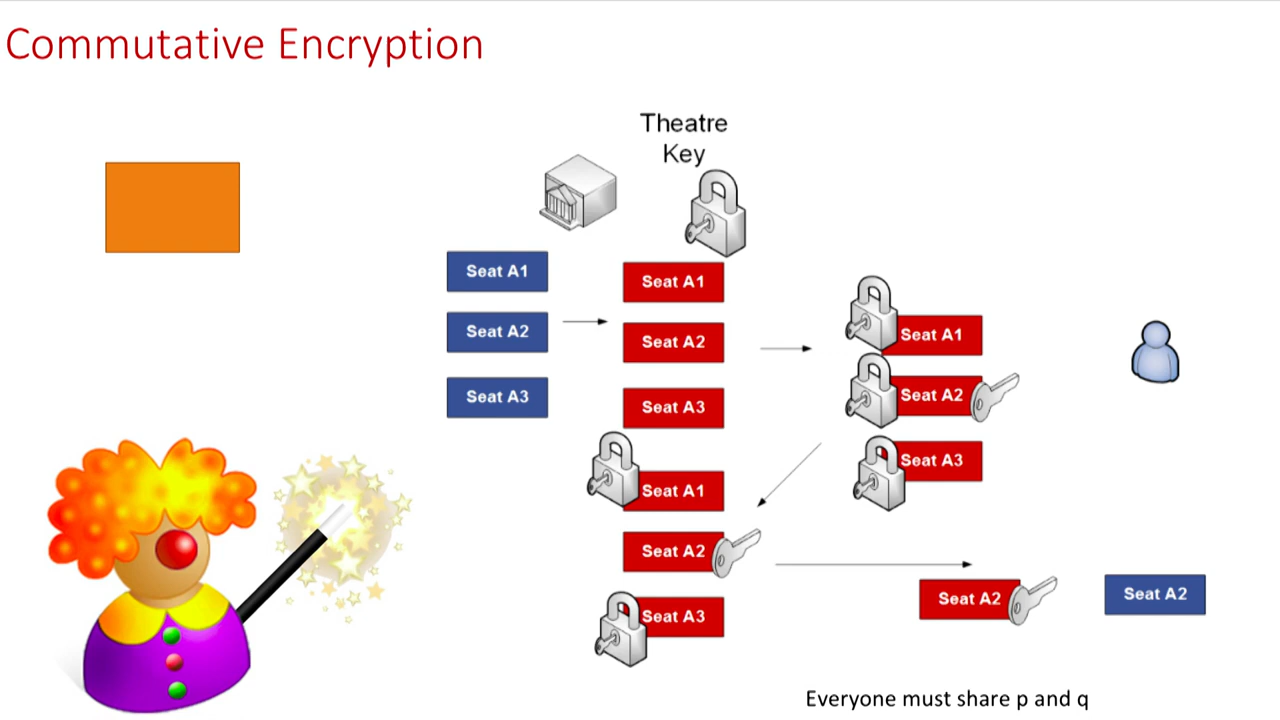 Commutative Encryption
Theatre
Key
Seat A1
Seat A2
Seat A3
Seat A1
Seat A2
Seat A3
Seat A1
Seat A2
Seat A3
Seat A1
Seat A2
Seat A3
Seat A2
Seat A2
Everyone must share p and q